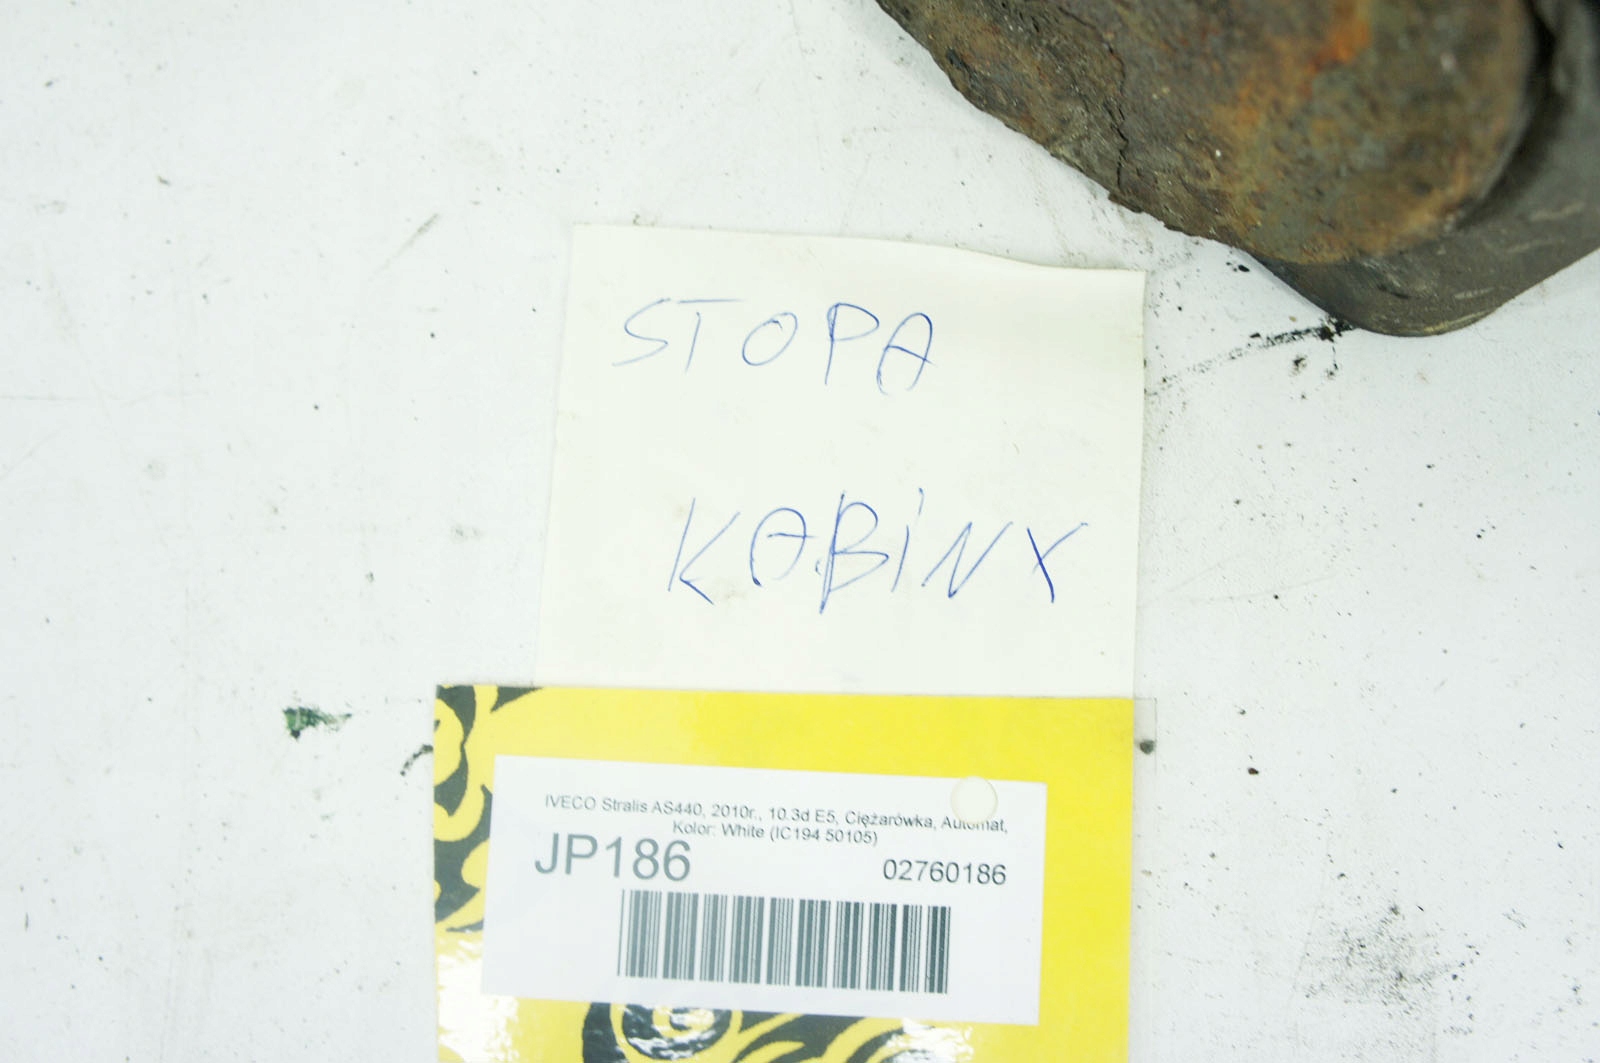 STOPA
KABINY
IVECO Stralis AS440, 2010r., 10.3d E5, Ciężarówka, Automat,
Kolor: White (IC194 50105)
JP186
02760186